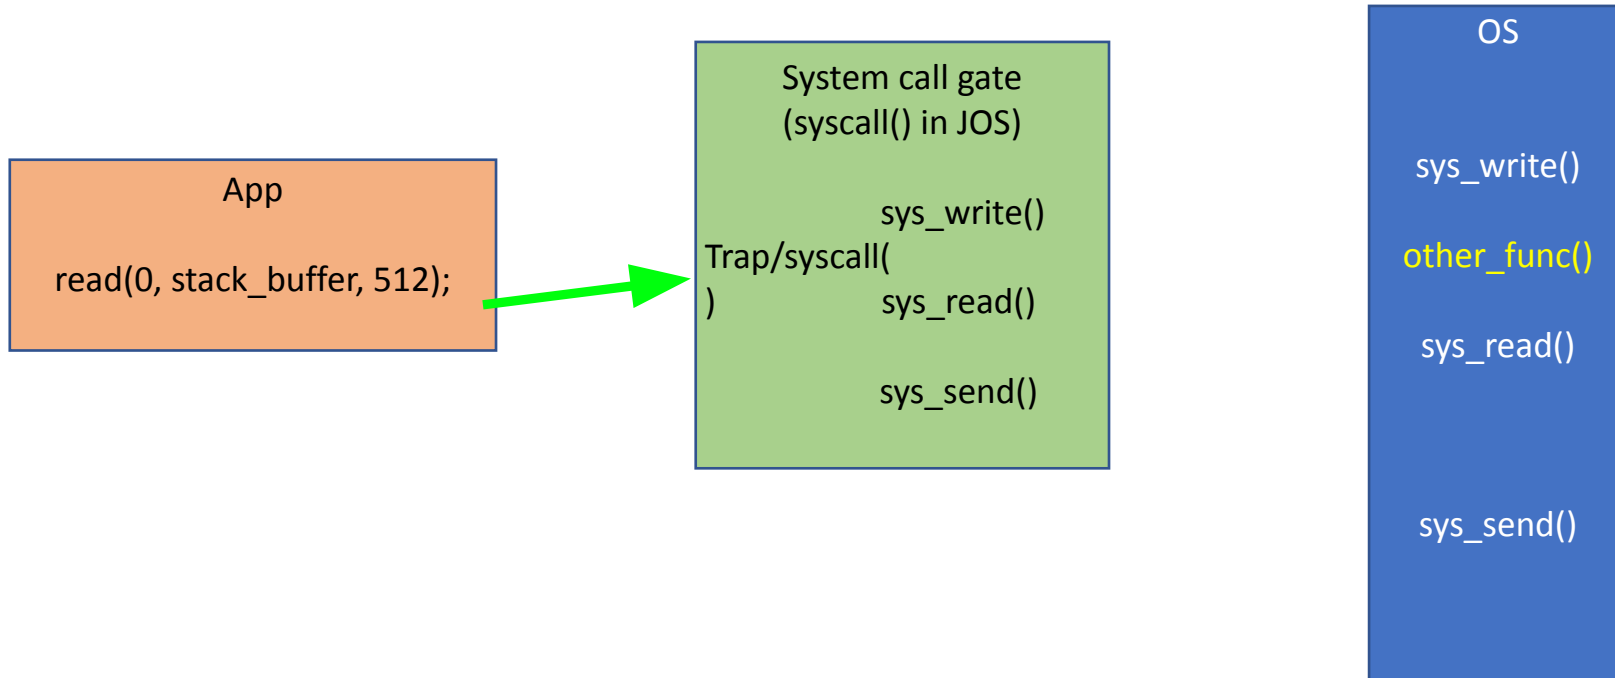 App
read(0, stack_buffer, 512);
System call gate
(syscall() in JOS)
sys_write()
Trap/syscall(
)
sys_read()
sys_send()
OS
sys_write()
other_func()
sys_read()
sys_send()